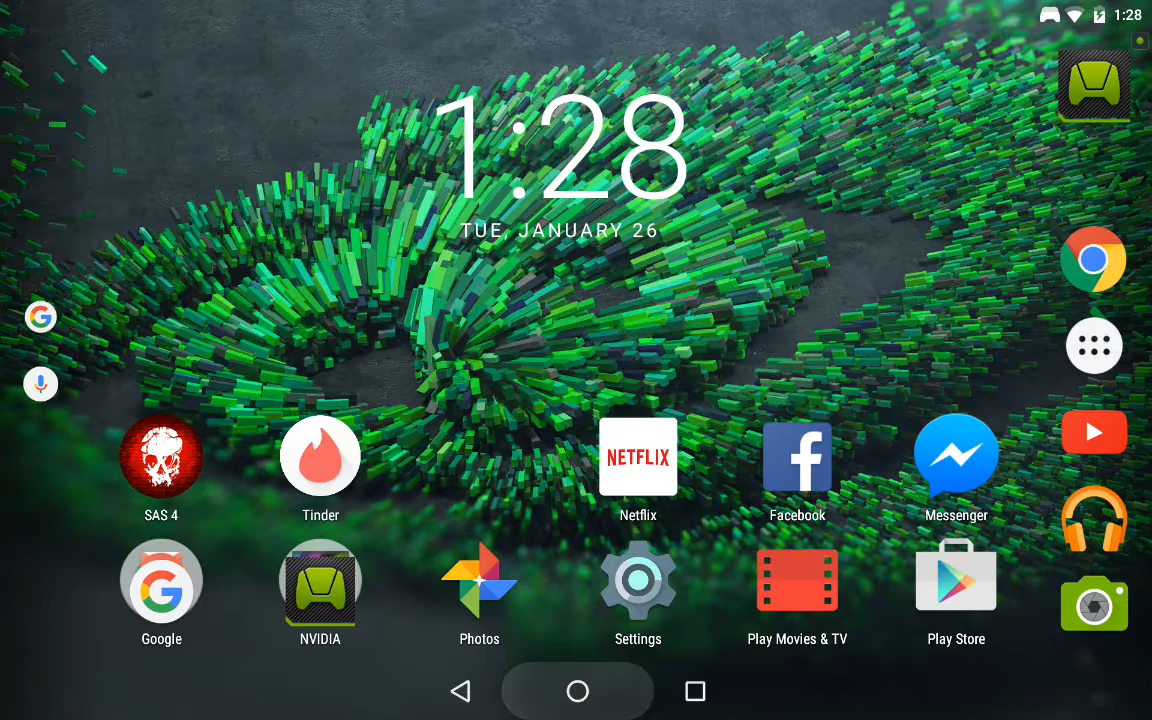 1:28
1:28
TUE, JANUARY 26
NETFLIX
SAS 4
Tinder
Netflix
Facebook
Messenger
Google
NVIDIA
Photos
Settings
Play Movies & TV
Play Store